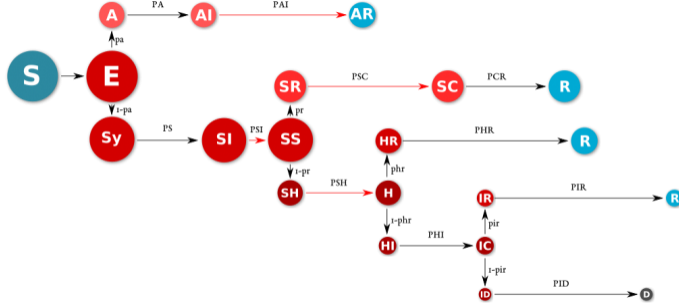 PA
PAI
A
AI
AR
pa
S
E
1-pa
PSC
PCR
SR
SC
R
pr
PS
PSI
Sy
SI
SS
PHR
HR
R
1-pr
phr
PSH
SH
H
PIR
IR
R
1-phr
pir
PHI
HI
IC
1-pir
PID
ID
D